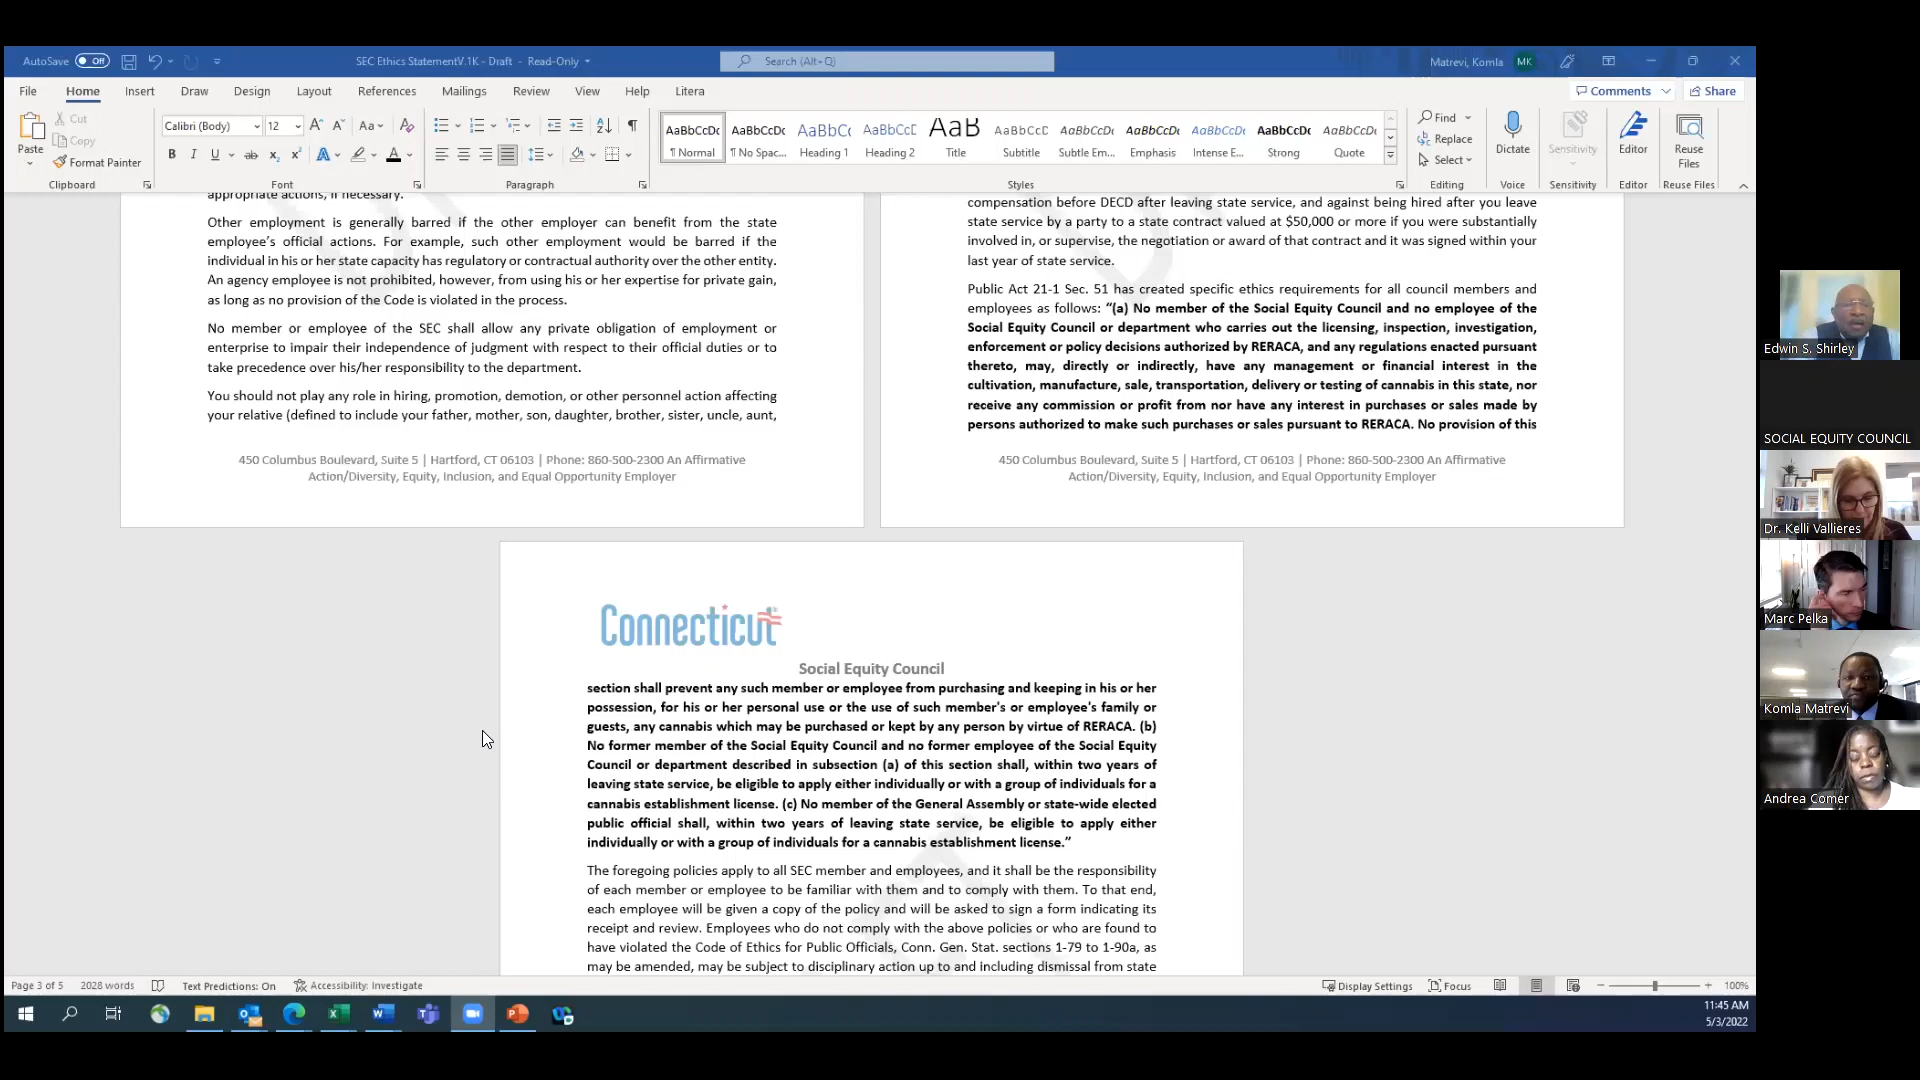 AutoSave Off
SEC Ethics StatementV.1K - Draft - Read-Only
Search (Alt+Q)
Matrevi, Komla MK
File Home Insert Draw Design Layout References Mailings Review View Help Litera
Comments Share
Paste
Cut
Copy
Format Painter
Clipboard
Calibri (Body) 12
Font
Paragraph
AaBbCcDc AaBbCcDc AaBbCc AaBbCcC AaB AaBbCcD AaBbCcDc AaBbCcDc AaBbCcDc AaBbCcDc AaBbCcDc
¶ Normal ¶ No Spac... Heading 1 Heading 2 Title Subtitle Subtle Em... Emphasis Intense E... Strong Quote
Styles
Find
Replace
Select
Editing
Dictate
Voice
Sensitivity
Sensitivity
Editor
Editor
Reuse
Files
Reuse Files
appropriate actions, if necessary.
Other employment is generally barred if the other employer can benefit from the state
employee’s official actions. For example, such other employment would be barred if the
individual in his or her state capacity has regulatory or contractual authority over the other entity.
An agency employee is not prohibited, however, from using his or her expertise for private gain,
as long as no provision of the Code is violated in the process.
No member or employee of the SEC shall allow any private obligation of employment or
enterprise to impair their independence of judgment with respect to their official duties or to
take precedence over his/her responsibility to the department.
You should not play any role in hiring, promotion, demotion, or other personnel action affecting
your relative (defined to include your father, mother, son, daughter, brother, sister, uncle, aunt,
450 Columbus Boulevard, Suite 5 | Hartford, CT 06103 | Phone: 860-500-2300 An Affirmative
Action/Diversity, Equity, Inclusion, and Equal Opportunity Employer
compensation before DECD after leaving state service, and against being hired after you leave
state service by a party to a state contract valued at $50,000 or more if you were substantially
involved in, or supervise, the negotiation or award of that contract and it was signed within your
last year of state service.
Public Act 21-1 Sec. 51 has created specific ethics requirements for all council members and
employees as follows: “(a) No member of the Social Equity Council and no employee of the
Social Equity Council or department who carries out the licensing, inspection, investigation,
enforcement or policy decisions authorized by RERACA, and any regulations enacted pursuant
thereto, may, directly or indirectly, have any management or financial interest in the
cultivation, manufacture, sale, transportation, delivery or testing of cannabis in this state, nor
receive any commission or profit from nor have any interest in purchases or sales made by
persons authorized to make such purchases or sales pursuant to RERACA. No provision of this
450 Columbus Boulevard, Suite 5 | Hartford, CT 06103 | Phone: 860-500-2300 An Affirmative
Action/Diversity, Equity, Inclusion, and Equal Opportunity Employer
Connecticut
Social Equity Council
section shall prevent any such member or employee from purchasing and keeping in his or her
possession, for his or her personal use or the use of such member's or employee's family or
guests, any cannabis which may be purchased or kept by any person by virtue of RERACA. (b)
No former member of the Social Equity Council and no former employee of the Social Equity
Council or department described in subsection (a) of this section shall, within two years of
leaving state service, be eligible to apply either individually or with a group of individuals for a
cannabis establishment license. (c) No member of the General Assembly or state-wide elected
public official shall, within two years of leaving state service, be eligible to apply either
individually or with a group of individuals for a cannabis establishment license.”
The foregoing policies apply to all SEC member and employees, and it shall be the responsibility
of each member or employee to be familiar with them and to comply with them. To that end,
each employee will be given a copy of the policy and will be asked to sign a form indicating its
receipt and review. Employees who do not comply with the above policies or who are found to
have violated the Code of Ethics for Public Officials, Conn. Gen. Stat. sections 1-79 to 1-90a, as
may be amended, may be subject to disciplinary action up to and including dismissal from state
Edwin S. Shirley
SOCIAL EQUITY COUNCIL
Dr. Kelli Vallieres
Marc Pelka
Komla Matrevi
Andrea Comer
Page 3 of 5 2028 words Text Predictions: On Accessibility: Investigate
Display Settings Focus 100%
11:45 AM
5/3/2022